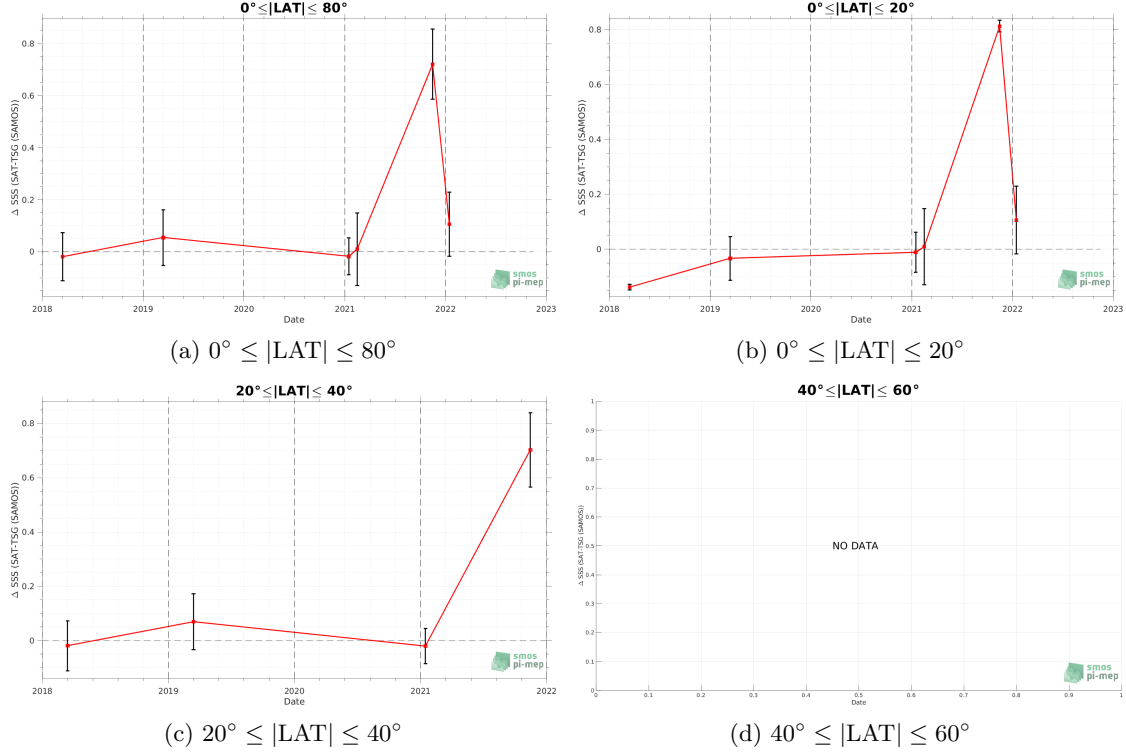 0°≤|LAT|≤ 80°
Δ SSS (SAT-TSG (SAMOS))
0.8
0.6
0.4
0.2
0
2018
2019
2020
2021
2022
2023
Date
smos
pi-mep
(a) 0° ≤ |LAT| ≤ 80°
0°≤|LAT|≤ 20°
Δ SSS (SAT-TSG (SAMOS))
0.8
0.6
0.4
0.2
0
2018
2019
2020
2021
2022
2023
Date
smos
pi-mep
(b) 0° ≤ |LAT| ≤ 20°
20°≤|LAT|≤ 40°
Δ SSS (SAT-TSG (SAMOS))
0.8
0.6
0.4
0.2
0
2018
2019
2020
2021
2022
Date
smos
pi-mep
(c) 20° ≤ |LAT| ≤ 40°
40°≤|LAT|≤ 60°
Δ SSS (SAT-TSG (SAMOS))
1
0.9
0.8
0.7
0.6
0.5
0.4
0.3
0.2
0.1
0
NO DATA
0
0.1
0.2
0.3
0.4
0.5
0.6
0.7
0.8
0.9
1
Date
smos
pi-mep
(d) 40° ≤ |LAT| ≤ 60°